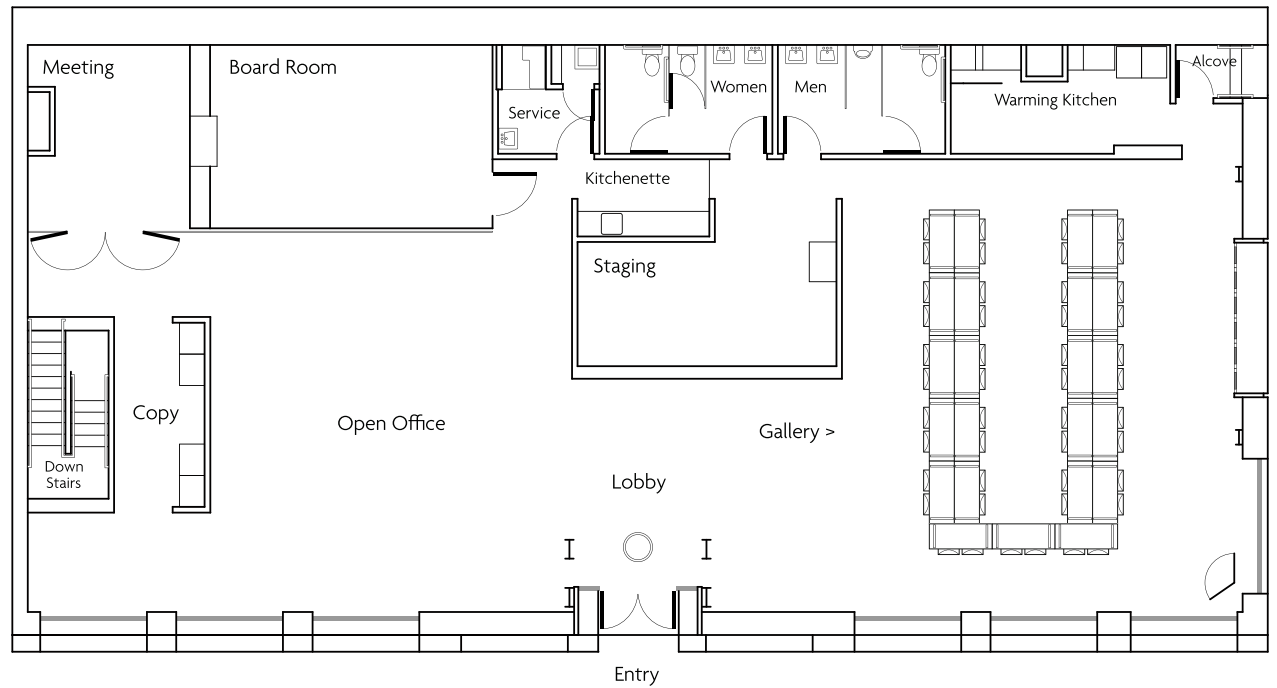 Meeting
Board Room
Service
Women
Men
Warming Kitchen
Alcove
Kitchenette
Staging
Copy
Open Office
Gallery >
Down
Stairs
Lobby
Entry